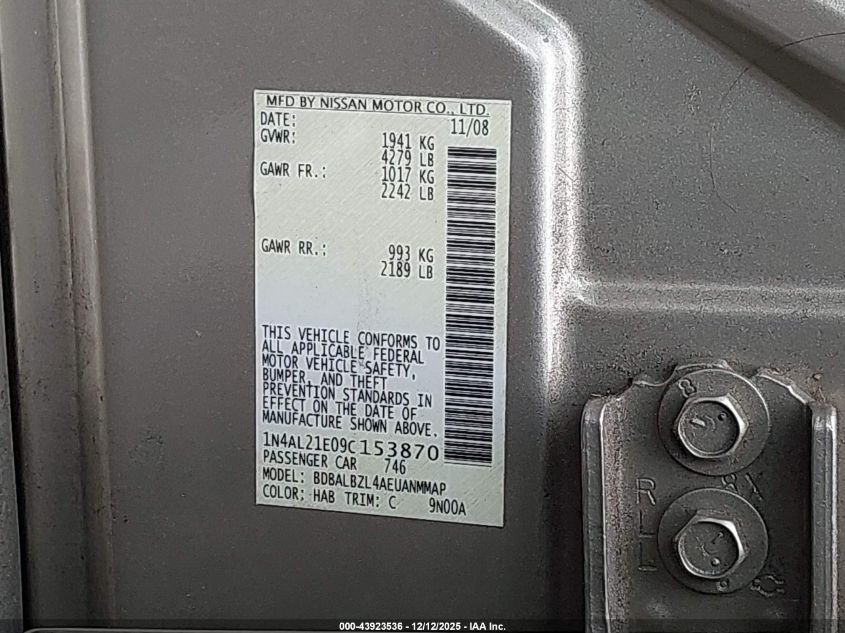 MFD BY NISSAN MOTOR CO., LTD.
DATE: 11/08
GVWR: 1941 KG
4279 LB
GAWR FR.: 1017 KG
2242 LB
GAWR RR.: 993 KG
2189 LB
THIS VEHICLE CONFORMS TO
ALL APPLICABLE FEDERAL
MOTOR VEHICLE SAFETY,
BUMPER, AND THEFT
PREVENTION STANDARDS IN
EFFECT ON THE DATE OF
MANUFACTURE SHOWN ABOVE.
1N4AL21E09C153870
PASSENGER CAR 746
MODEL: BDBALBZL4AEUANMMAP
COLOR: HAB TRIM: C 9N00A
8
000-43923536 - 12/12/2025 - IAA Inc.